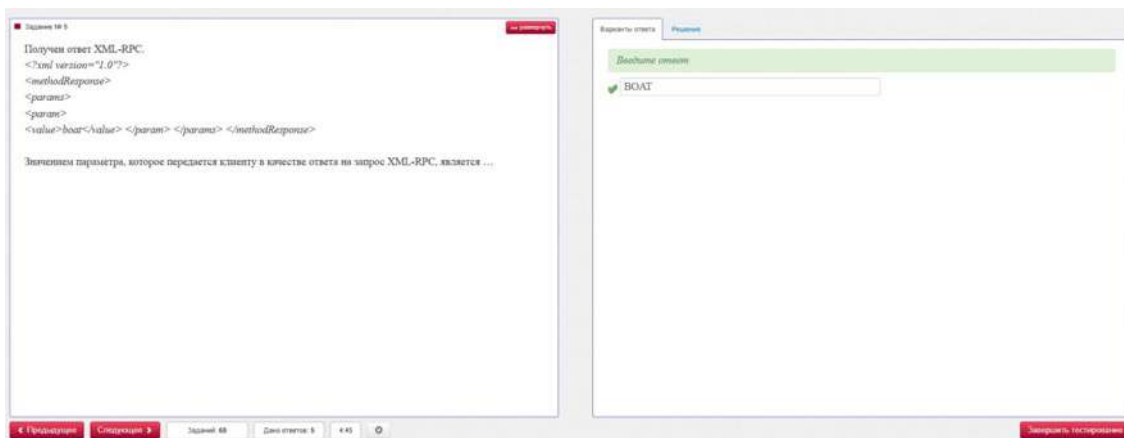 Задание № 5
развернуть
Получен ответ XML-RPC.
<?xml version="1.0"?>
<methodResponse>
<params>
<param>
<value>boat</value> </param> </params> </methodResponse>
Значением параметра, которое передается клиенту в качестве ответа на запрос XML-RPC, является …
Варианты ответа
Решения
Введите ответ
BOAT
Предыдущее
Следующее
Заданий
Дано ответов: 5
Завершить тестирование